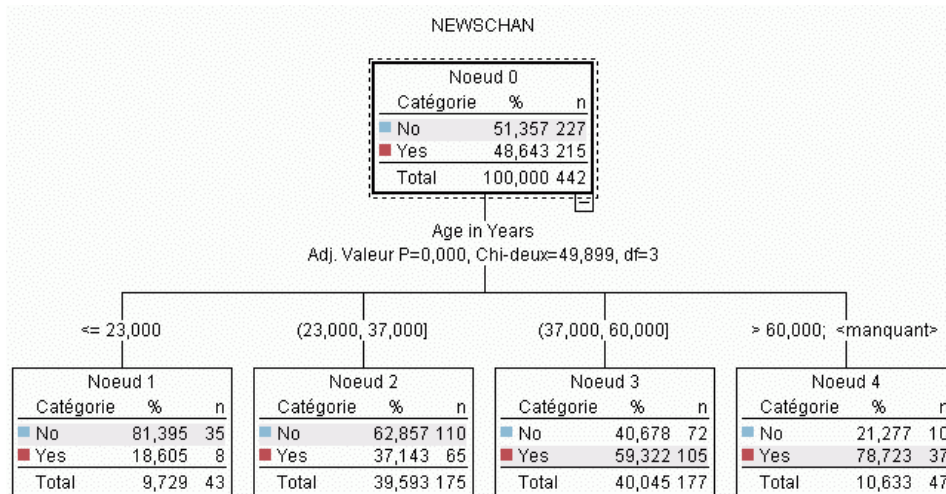 NEWSCHAN
Noeud 0
Catégorie % n
No 51,357 227
Yes 48,643 215
Total 100,000 442
Age in Years
Adj. Valeur P=0,000, Chi-deux=49,899, df=3
<= 23,000
(23,000, 37,000]
(37,000, 60,000]
> 60,000; <manquant>
Noeud 1
Catégorie % n
No 81,395 35
Yes 18,605 8
Total 9,729 43
Noeud 2
Catégorie % n
No 62,857 110
Yes 37,143 65
Total 39,593 175
Noeud 3
Catégorie % n
No 40,678 72
Yes 59,322 105
Total 40,045 177
Noeud 4
Catégorie % n
No 21,277 10
Yes 78,723 37
Total 10,633 47